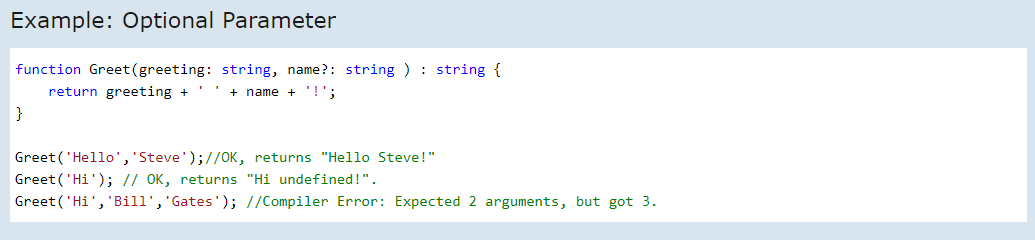 Example: Optional Parameter
function Greet(greeting: string, name?: string ) : string {
    return greeting + ' ' + name + '!';
}
Greet('Hello','Steve');//OK, returns "Hello Steve!"
Greet('Hi'); // OK, returns "Hi undefined!".
Greet('Hi','Bill','Gates'); //Compiler Error: Expected 2 arguments, but got 3.